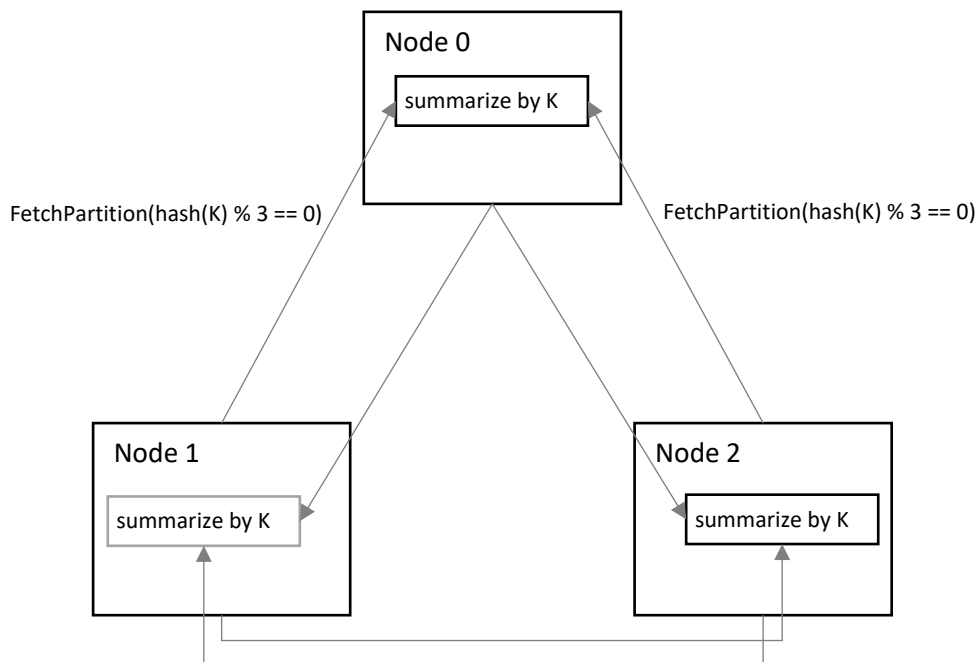 Node 0
summarize by K
FetchPartition(hash(K) % 3 == 0)
FetchPartition(hash(K) % 3 == 0)
Node 1
summarize by K
Node 2
summarize by K